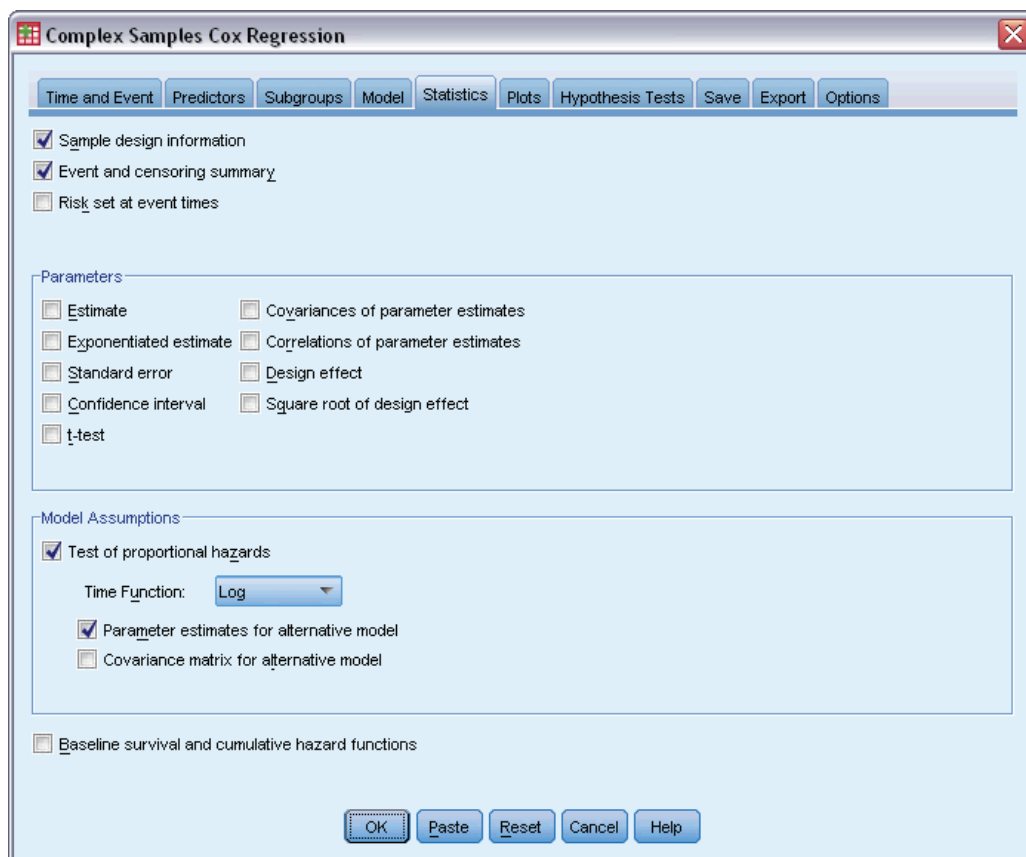 Complex Samples Cox Regression
Time and Event Predictors Subgroups Model Statistics Plots Hypothesis Tests Save Export Options
Sample design information
Event and censoring summary
Risk set at event times
Parameters
Estimate
Covariances of parameter estimates
Exponentiated estimate
Correlations of parameter estimates
Standard error
Design effect
Confidence interval
Square root of design effect
t-test
Model Assumptions
Test of proportional hazards
Time Function: Log
Parameter estimates for alternative model
Covariance matrix for alternative model
Baseline survival and cumulative hazard functions
OK Paste Reset Cancel Help